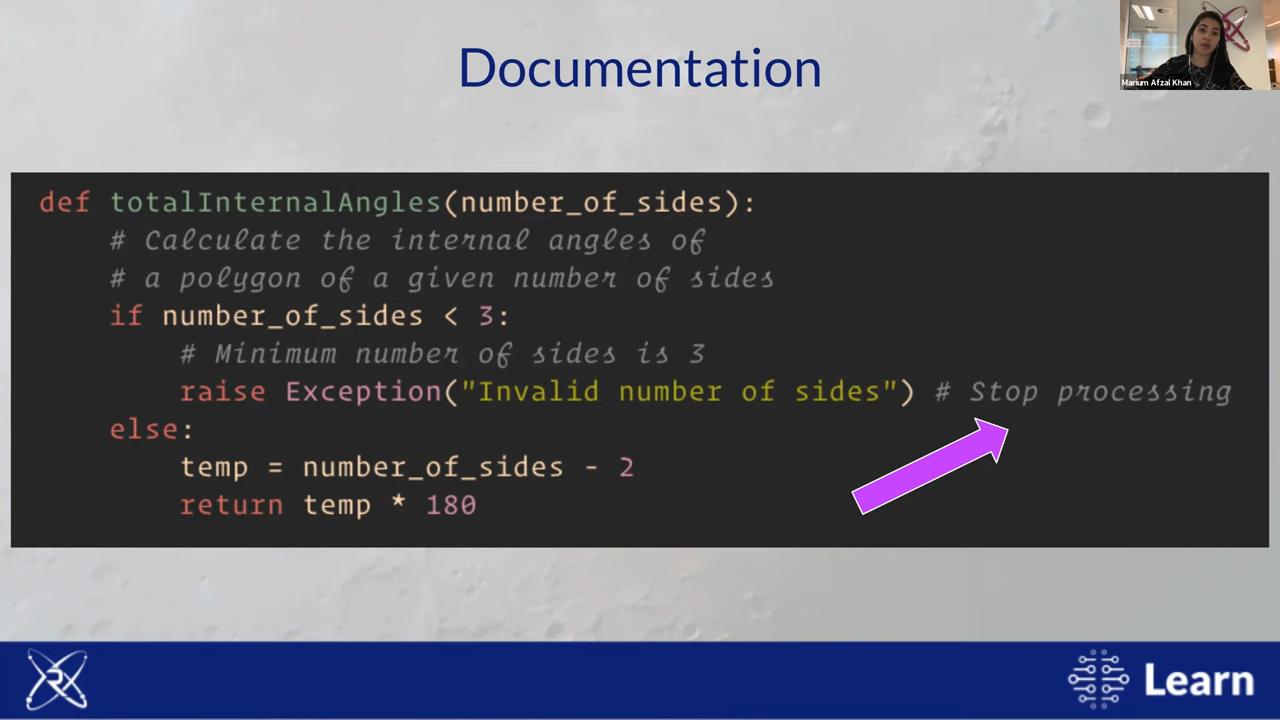 Documentation
Marium Afzal Khan
def totalInternalAngles(number_of_sides):
# Calculate the internal angles of
# a polygon of a given number of sides
if number_of_sides < 3:
# Minimum number of sides is 3
raise Exception("Invalid number of sides") # Stop processing
else:
temp = number_of_sides - 2
return temp * 180
Learn